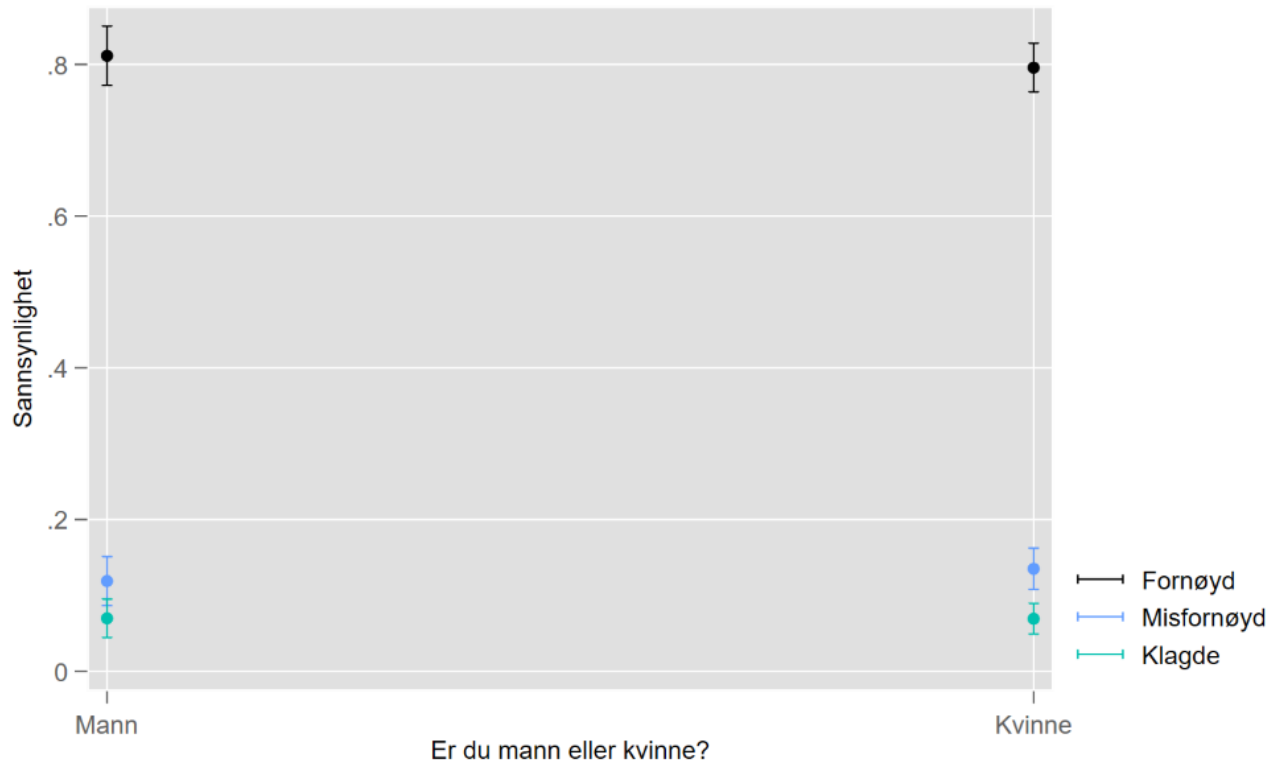 .8
.6
.4
.2
0
Sannsynlighet
Mann
Kvinne
Er du mann eller kvinne?
Fornøyd
Misfornøyd
Klagde